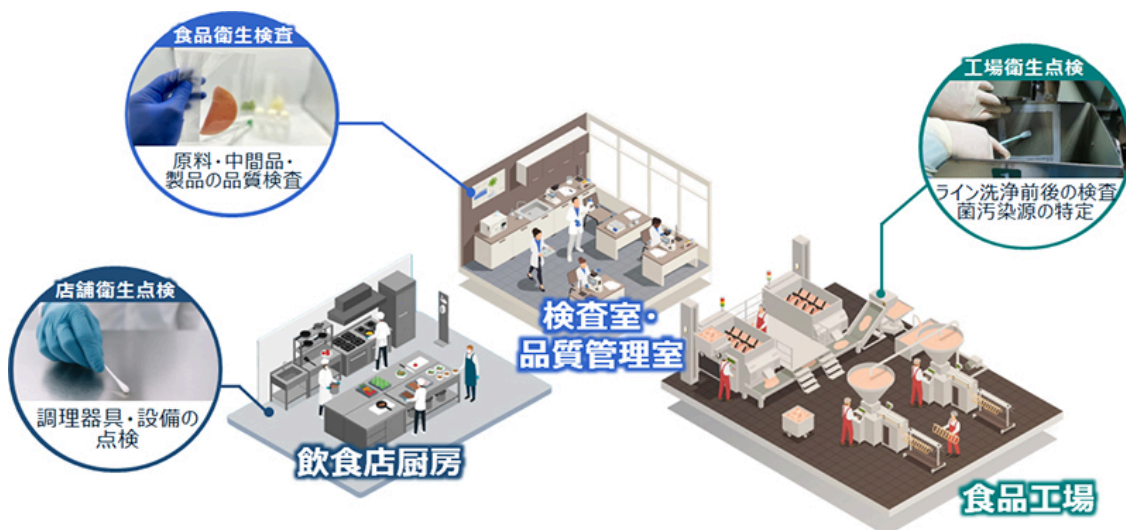 食品衛生検査
原料・中間品・
製品の品質検査
工場衛生点検
ライン洗浄前後の検査
菌汚染源の特定
店舗衛生点検
調理器具・設備の
点検
検査室・
品質管理室
飲食店厨房
食品工場